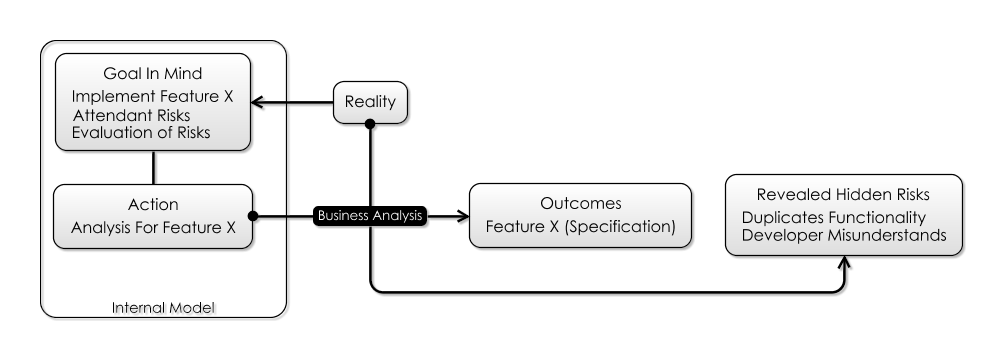 Goal In Mind
Implement Feature X
Attendant Risks
Evaluation of Risks
Action
Analysis For Feature X
Internal Model
Reality
Business Analysis
Outcomes
Feature X (Specification)
Revealed Hidden Risks
Duplicates Functionality
Developer Misunderstands